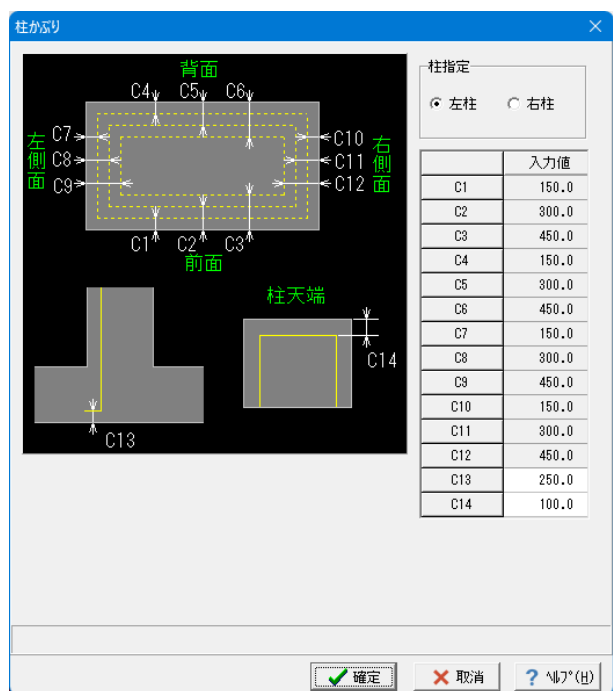 柱かぶり
背面
C4 C5 C6
左側面
C7
C8
C9
C10
C11
C12
右側面
C1 C2 C3
前面
柱天端
C13
C14
柱指定
左柱 右柱
入力値
C1 150.0
C2 300.0
C3 450.0
C4 150.0
C5 300.0
C6 450.0
C7 150.0
C8 300.0
C9 450.0
C10 150.0
C11 300.0
C12 450.0
C13 250.0
C14 100.0
確定 取消 ? ﾍﾙﾌﾟ(H)